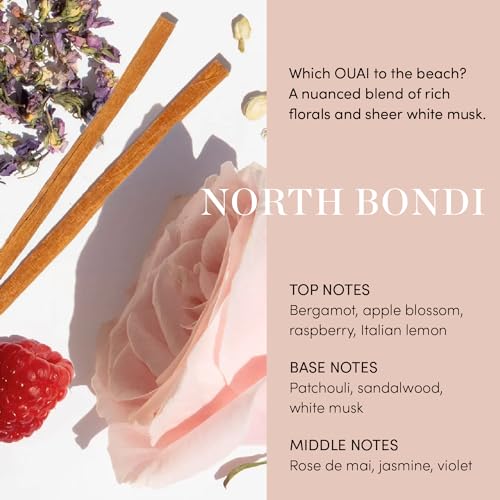 Which OUAI to the beach?
A nuanced blend of rich
florals and sheer white musk.
NORTH BONDI
TOP NOTES
Bergamot, apple blossom,
raspberry, Italian lemon
BASE NOTES
Patchouli, sandalwood,
white musk
MIDDLE NOTES
Rose de mai, jasmine, violet